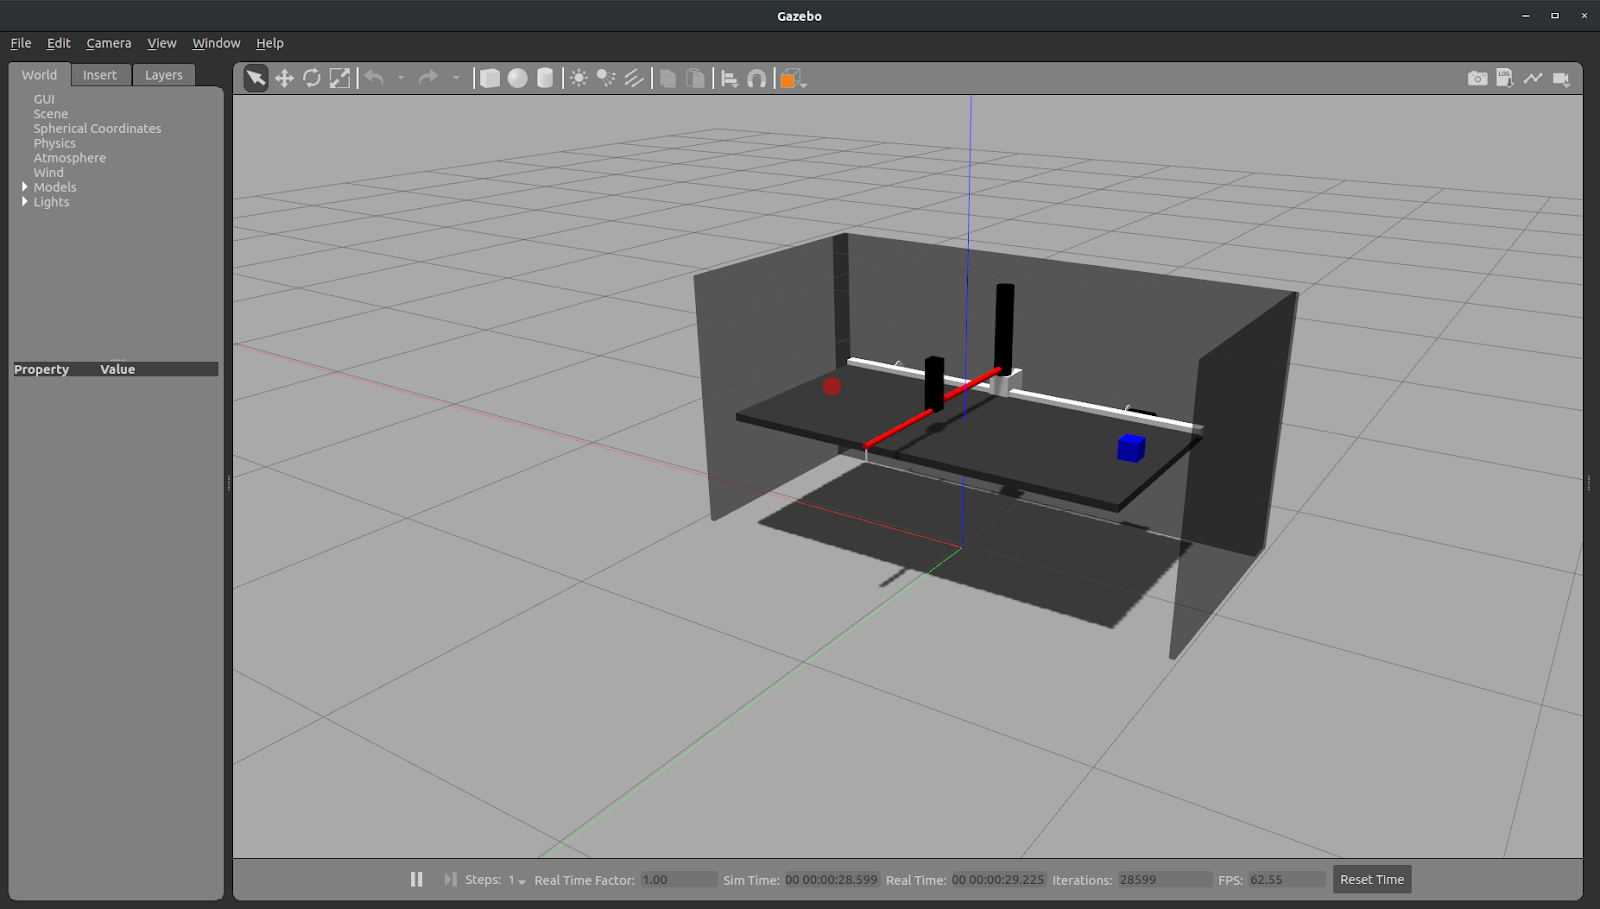 Gazebo
File Edit Camera View Window Help
World Insert Layers
LOG
GUI
Scene
Spherical Coordinates
Physics
Atmosphere
Wind
Models
Lights
Property Value
Steps: 1 Real Time Factor: 1.00 Sim Time: 00 00:00:28.599 Real Time: 00 00:00:29.225 Iterations: 28599 FPS: 62.55 Reset Time